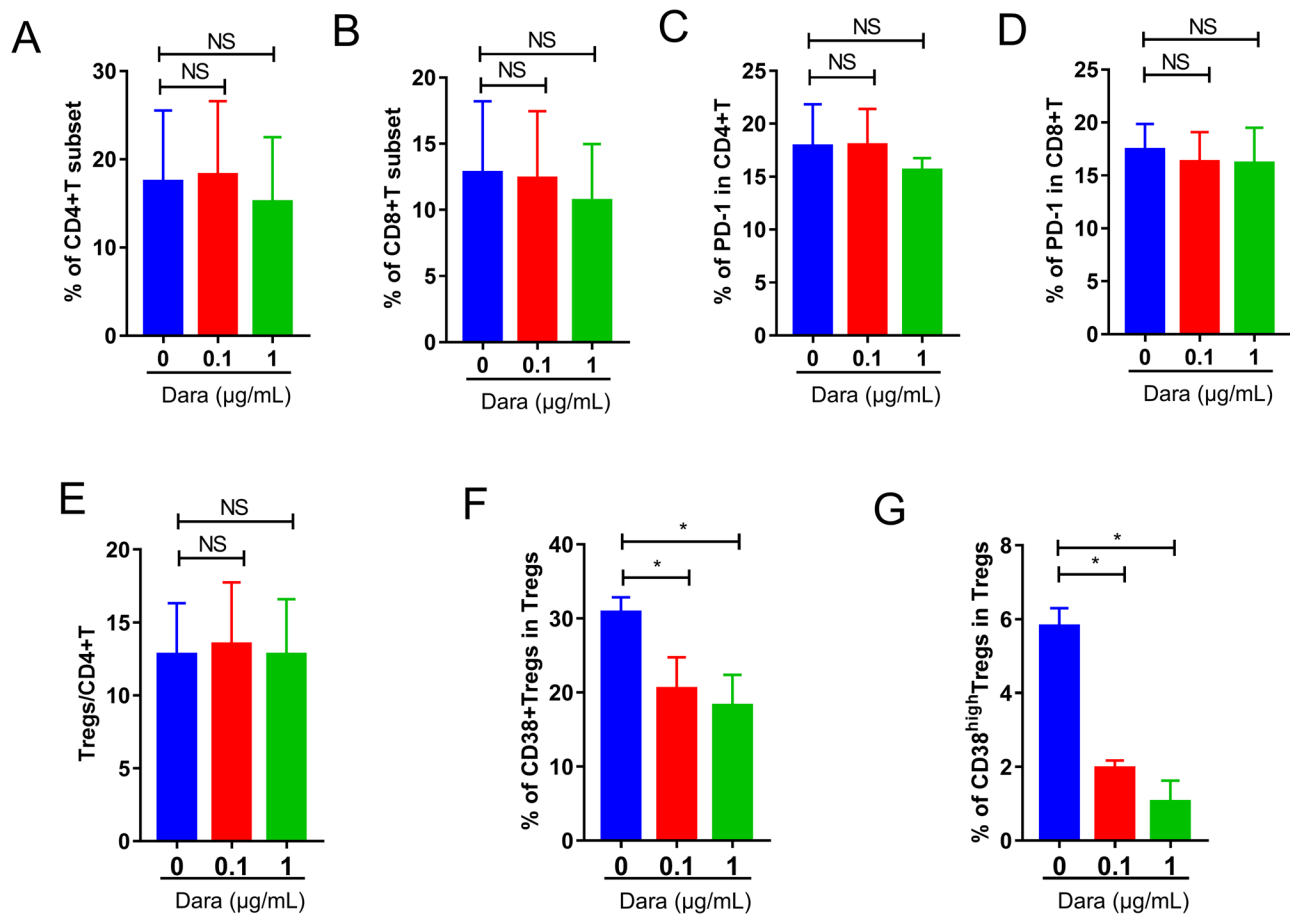 A
NS
NS
% of CD4+T subset
30
20
10
0
0 0.1 1
Dara (µg/mL)
B
NS
NS
% of CD8+T subset
20
15
10
5
0
0 0.1 1
Dara (µg/mL)
C
NS
NS
% of PD-1 in CD4+T
25
20
15
10
5
0
0 0.1 1
Dara (µg/mL)
D
NS
NS
% of PD-1 in CD8+T
25
20
15
10
5
0
0 0.1 1
Dara (µg/mL)
E
NS
NS
Tregs/CD4+T
20
15
10
5
0
0 0.1 1
Dara (µg/mL)
F
*
*
% of CD38+Tregs in Tregs
40
30
20
10
0
0 0.1 1
Dara (µg/mL)
G
*
*
% of CD38highTregs in Tregs
8
6
4
2
0
0 0.1 1
Dara (µg/mL)